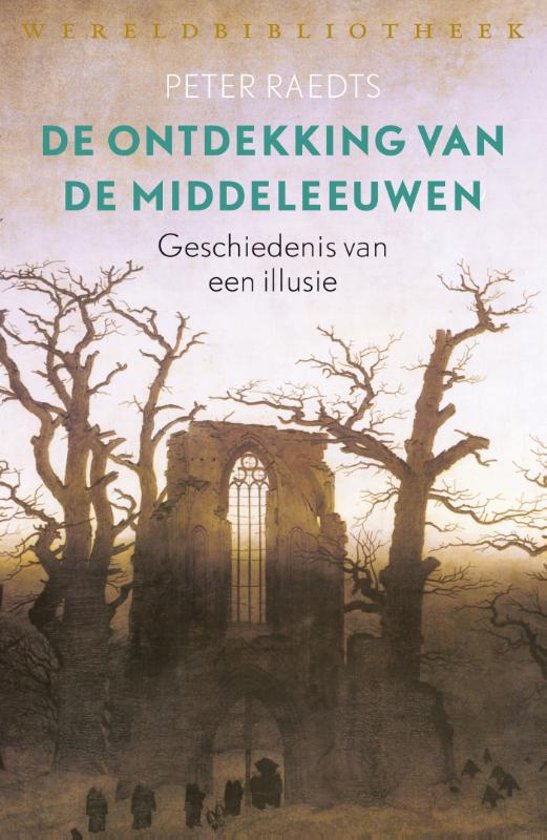 WERELDBIBLIOTHEEK
PETER RAEDTS
DE ONTDEKKING VAN
DE MIDDELEEUWEN
Geschiedenis van
een illusie